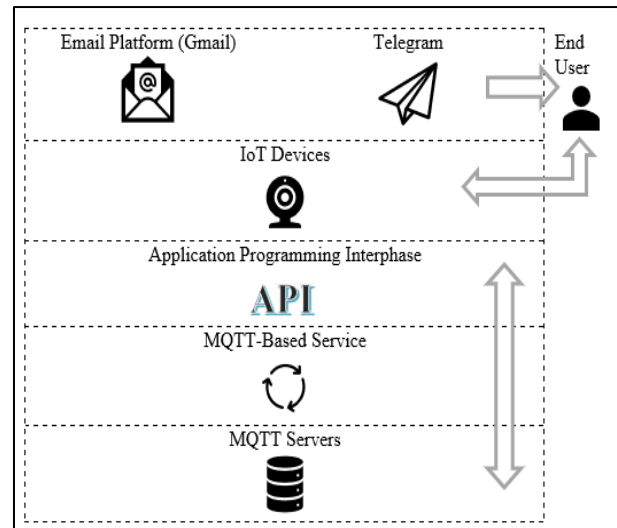 Email Platform (Gmail)
Telegram
End
User
@
IoT Devices
Application Programming Interphase
API
MQTT-Based Service
MQTT Servers